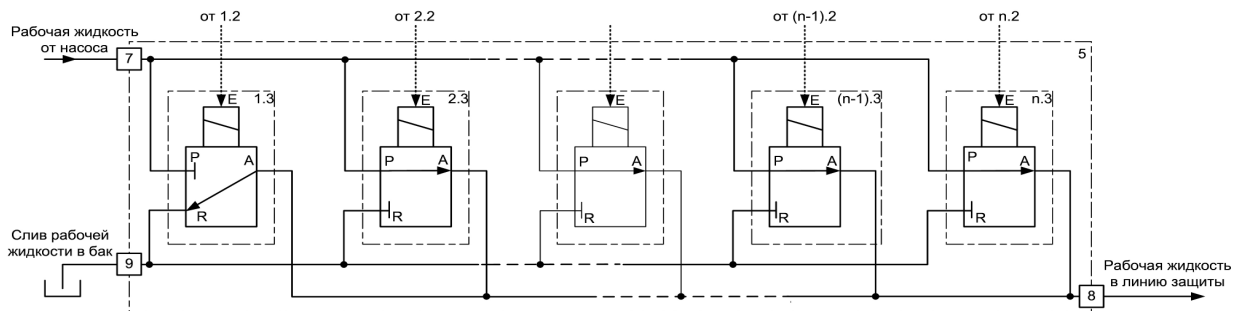 от 1.2
от 2.2
от (n-1).2
от n.2
Рабочая жидкость
от насоса
7
5
E
1.3
E
2.3
E
E
(n-1).3
E
n.3
P
A
R
P
A
R
P
A
R
P
A
R
P
A
R
Слив рабочей
жидкости в бак
9
Рабочая жидкость
в линию защиты
8